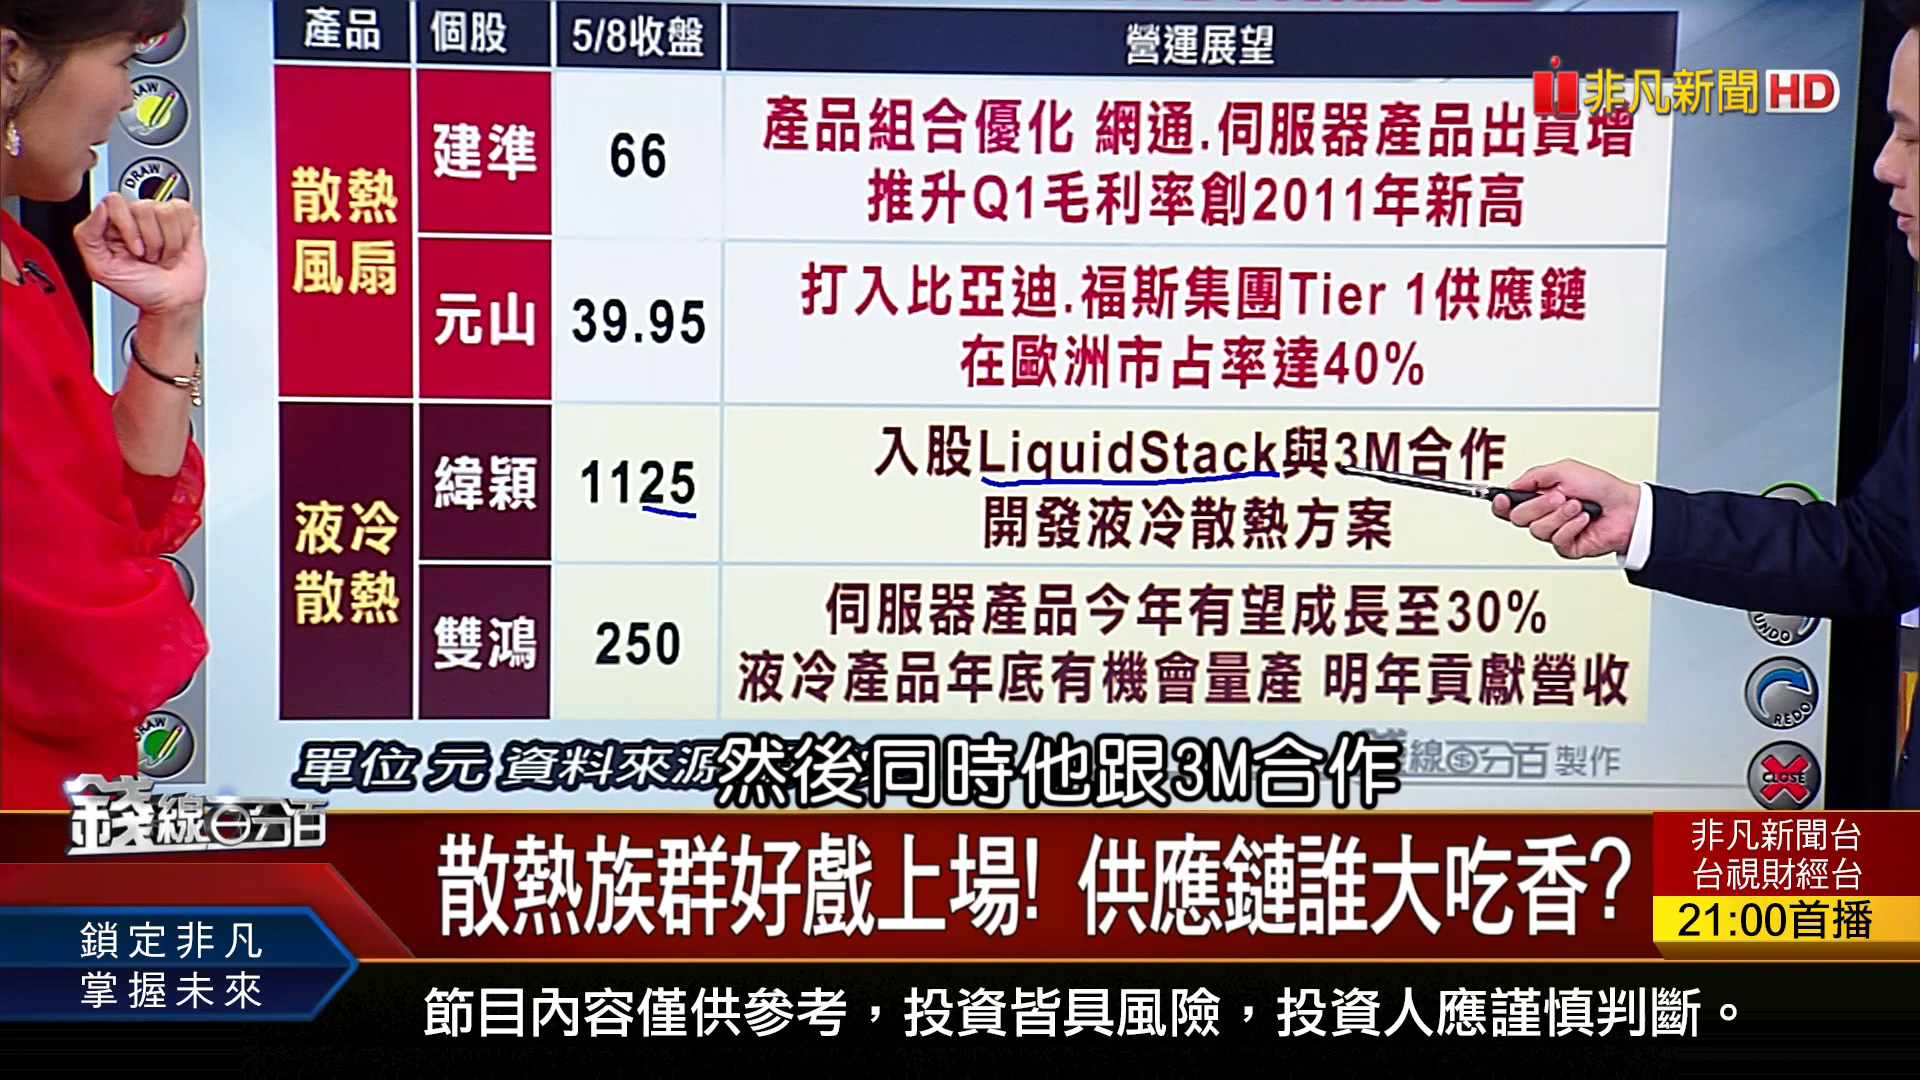 產品 個股 5/8收盤 營運展望
散熱
風扇
建準 66
產品組合優化 網通.伺服器產品出貨增
推升Q1毛利率創2011年新高
元山 39.95
打入比亞迪.福斯集團Tier 1供應鏈
在歐洲市占率達40%
液冷
散熱
緯穎 1125
入股LiquidStack與3M合作
開發液冷散熱方案
雙鴻 250
伺服器產品今年有望成長至30%
液冷產品年底有機會量產 明年貢獻營收
單位 元 資料來源
錢線百分百 製作
非凡新聞HD
DRAW
DRAW
DRAW
UNDO
REDO
CLOSE
然後同時他跟3M合作
錢線百分百
散熱族群好戲上場! 供應鏈誰大吃香?
非凡新聞台
台視財經台
21:00首播
鎖定非凡
掌握未來
節目內容僅供參考，投資皆具風險，投資人應謹慎判斷。